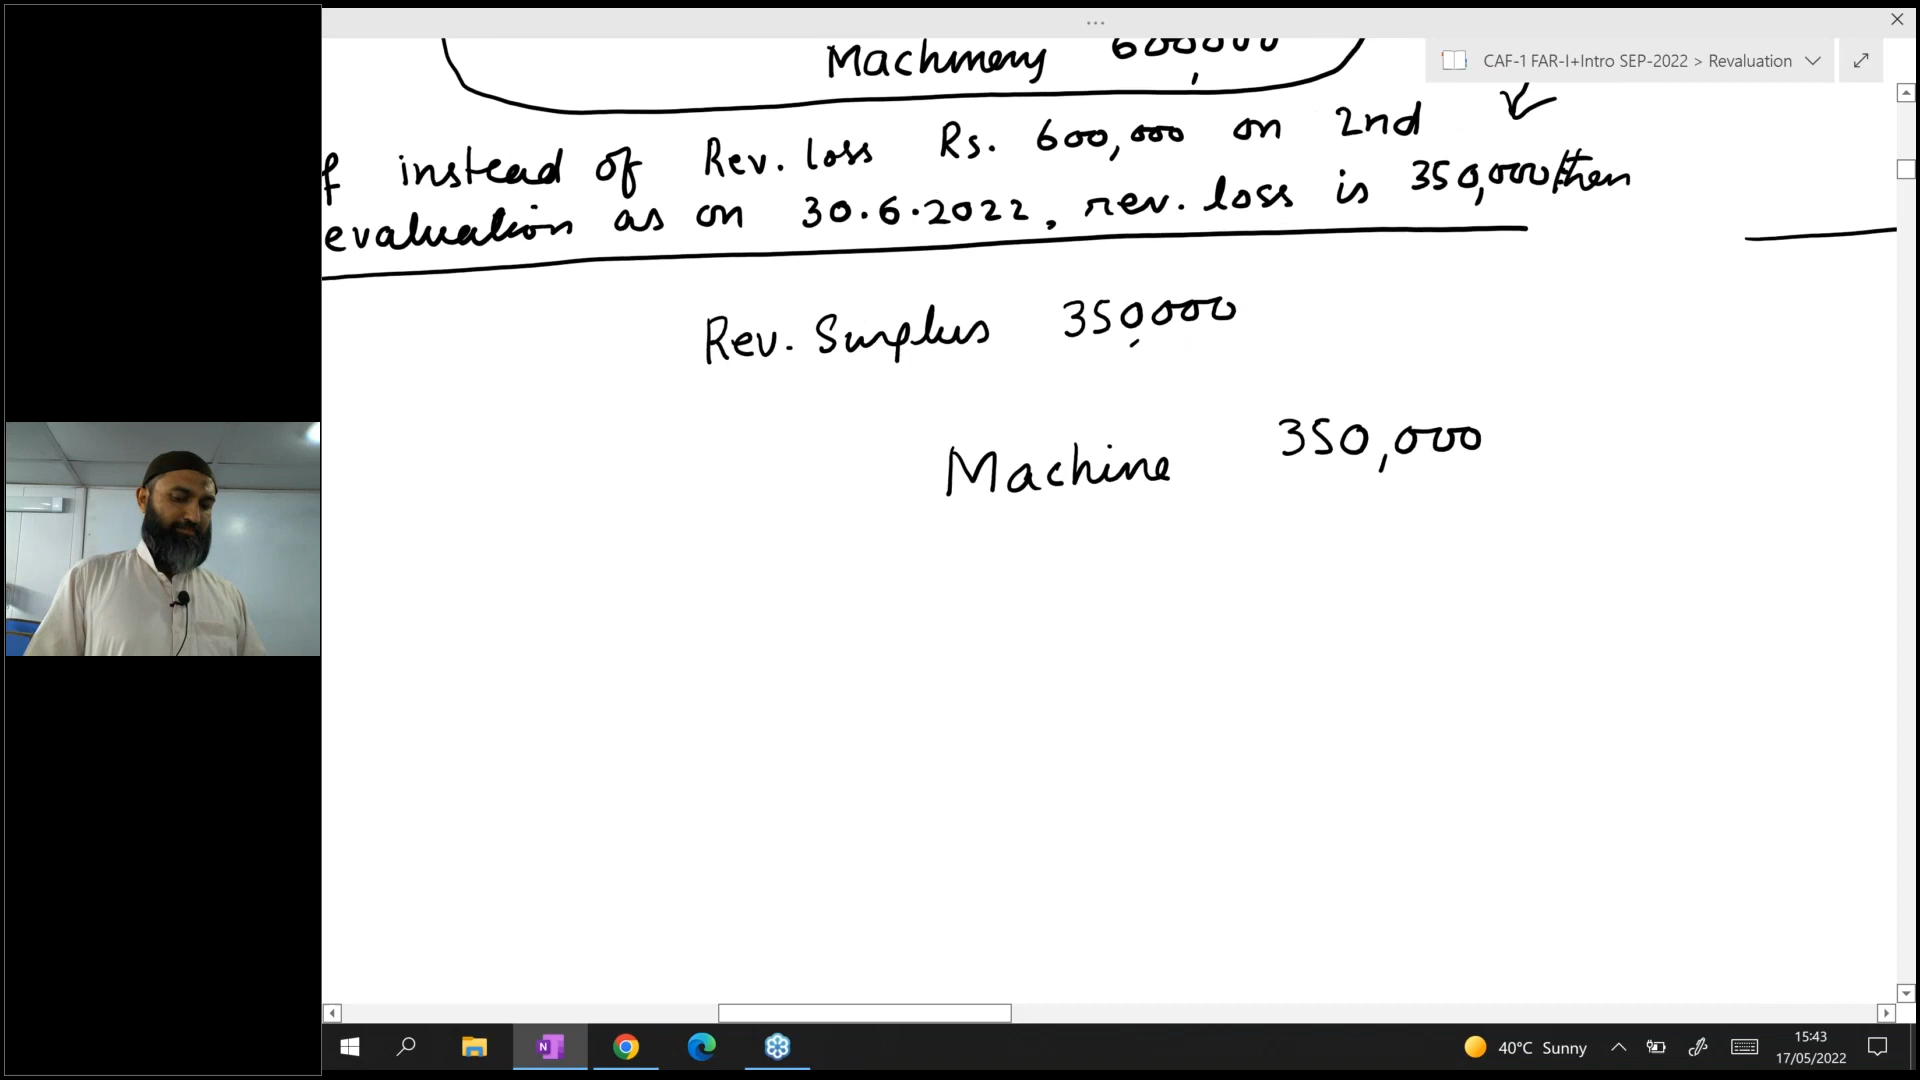 Machinery 600000
CAF-1 FAR-I+Intro SEP-2022 > Revaluation
f instead of Rev. loss Rs. 600,000 on 2nd
evaluation as on 30.6.2022, rev. loss is 350,000/ then
Rev. Surplus 350,000
Machine 350,000
40°C Sunny
15:43
17/05/2022